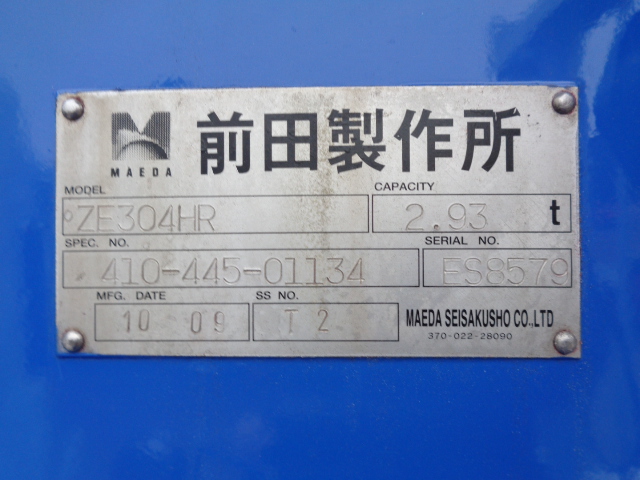 前田製作所
MAEDA
MODEL CAPACITY
ZE304HR 2.93 t
SPEC. NO. SERIAL NO.
410-445-01134 ES8579
MFG. DATE SS NO.
10 09 T 2 MAEDA SEISAKUSHO CO.,LTD
370-022-28090